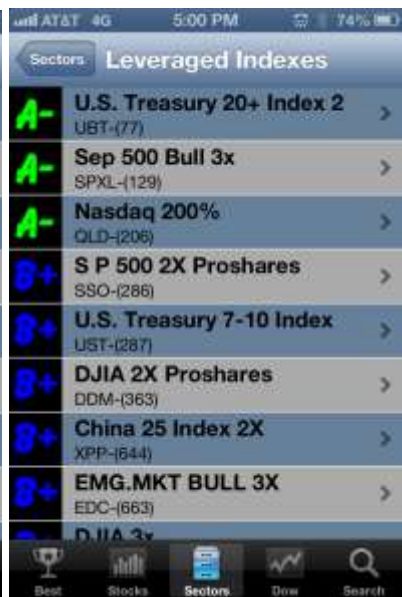 AT&T 4G 5:00 PM 74%
Sectors Leveraged Indexes
A- U.S. Treasury 20+ Index 2
UBT-(77)
A- Sep 500 Bull 3x
SPXL-(129)
A- Nasdaq 200%
QLD-(206)
B+ S P 500 2X Proshares
SSO-(286)
B+ U.S. Treasury 7-10 Index
UST-(287)
B+ DJIA 2X Proshares
DDM-(363)
B+ China 25 Index 2X
XPP-(644)
B+ EMG.MKT BULL 3X
EDC-(663)
DJIA 3x
Best Stocks Sectors Dow Search